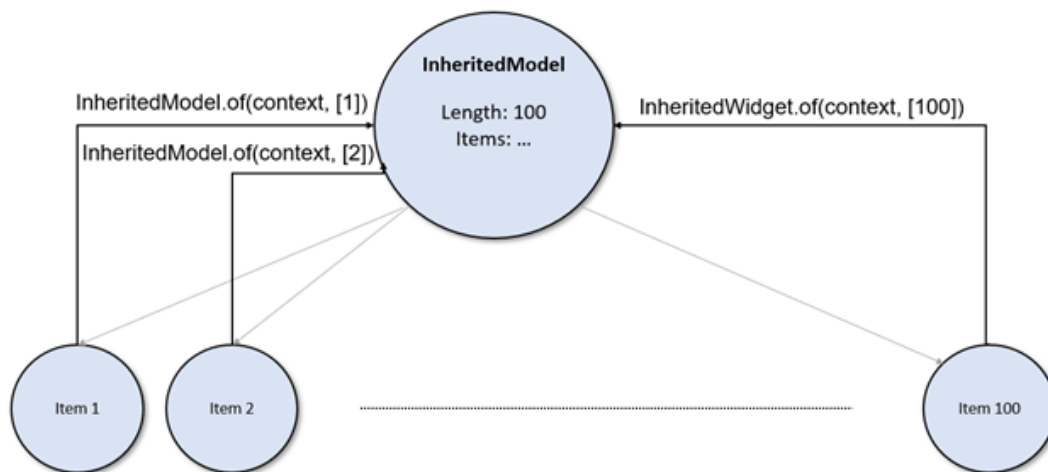 InheritedModel
InheritedModel.of(context, [1])
Length: 100
InheritedWidget.of(context, [100])
Items: ...
InheritedModel.of(context, [2])
Item 1
Item 2
Item 100